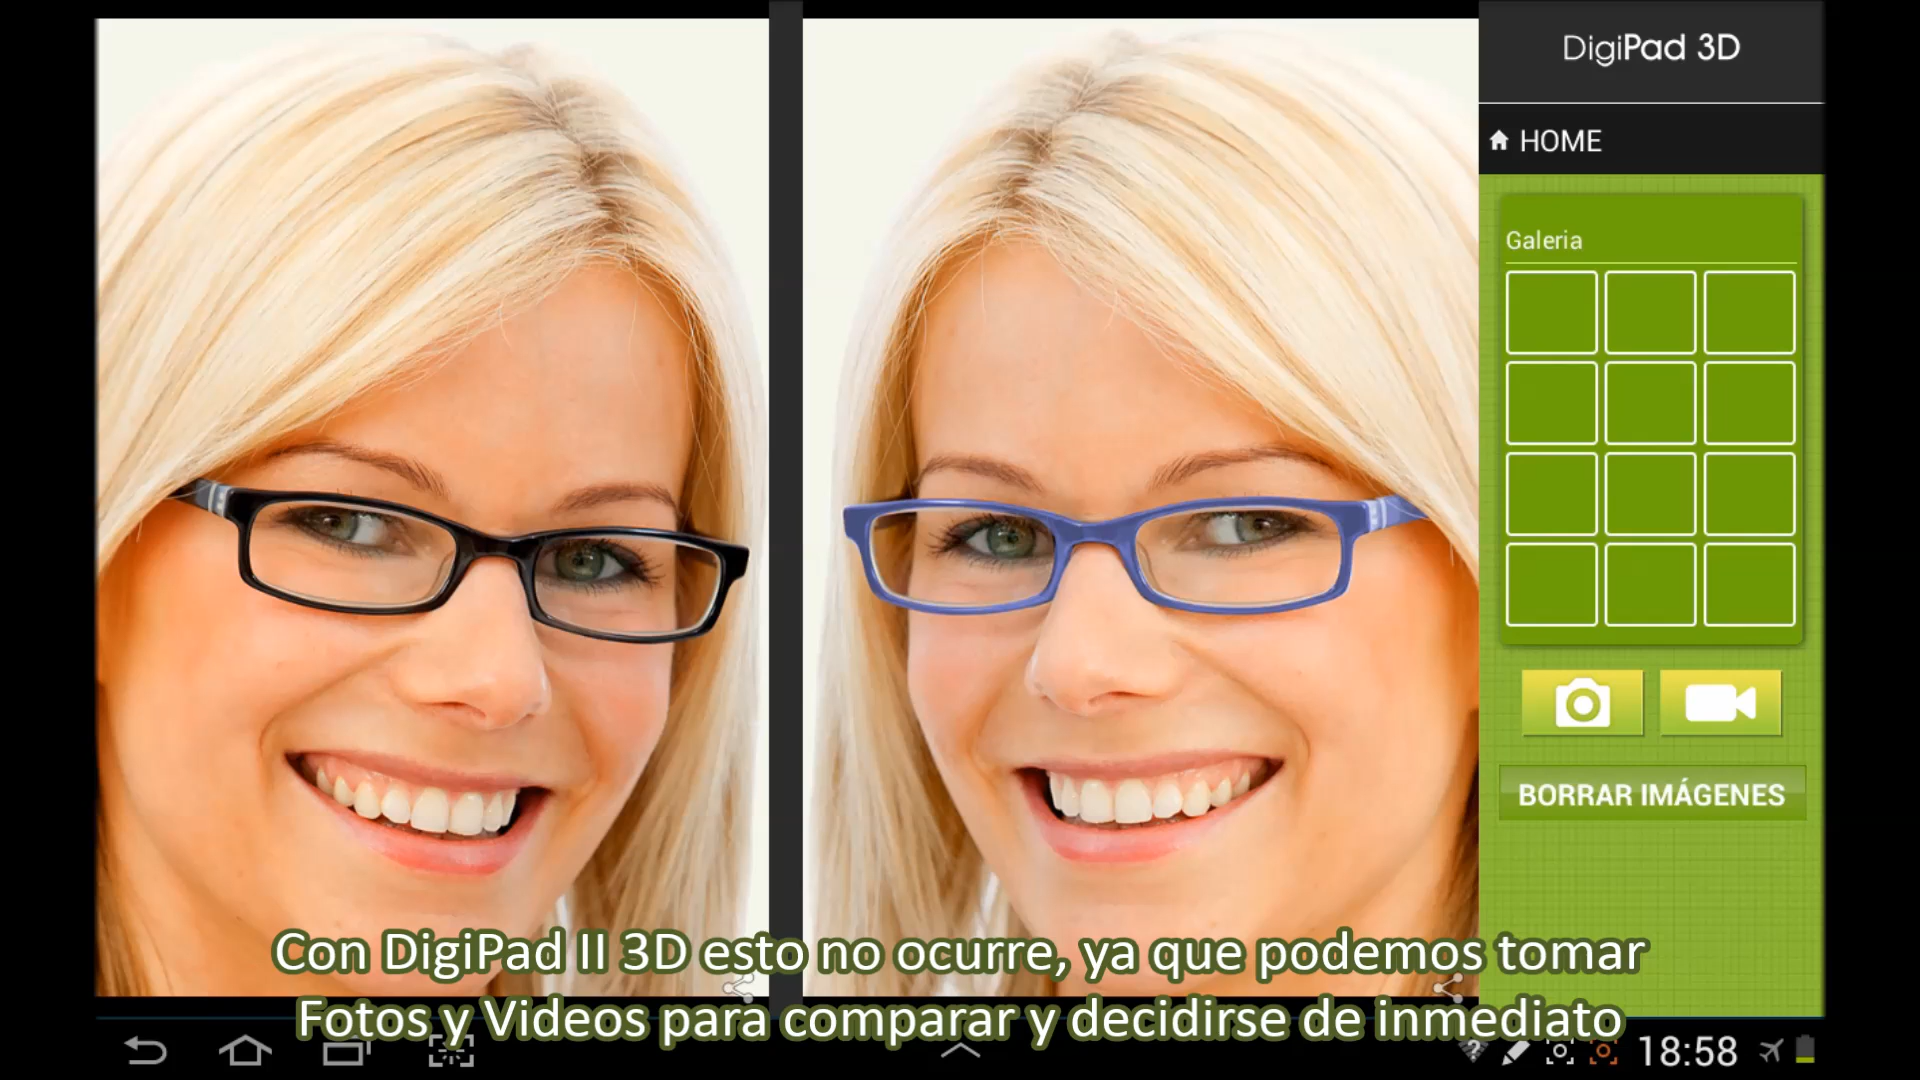 DigiPad 3D
HOME
Galeria
BORRAR IMÁGENES
Con DigiPad II 3D esto no ocurre, ya que podemos tomar
Fotos y Videos para comparar y decidirse de inmediato
18:58